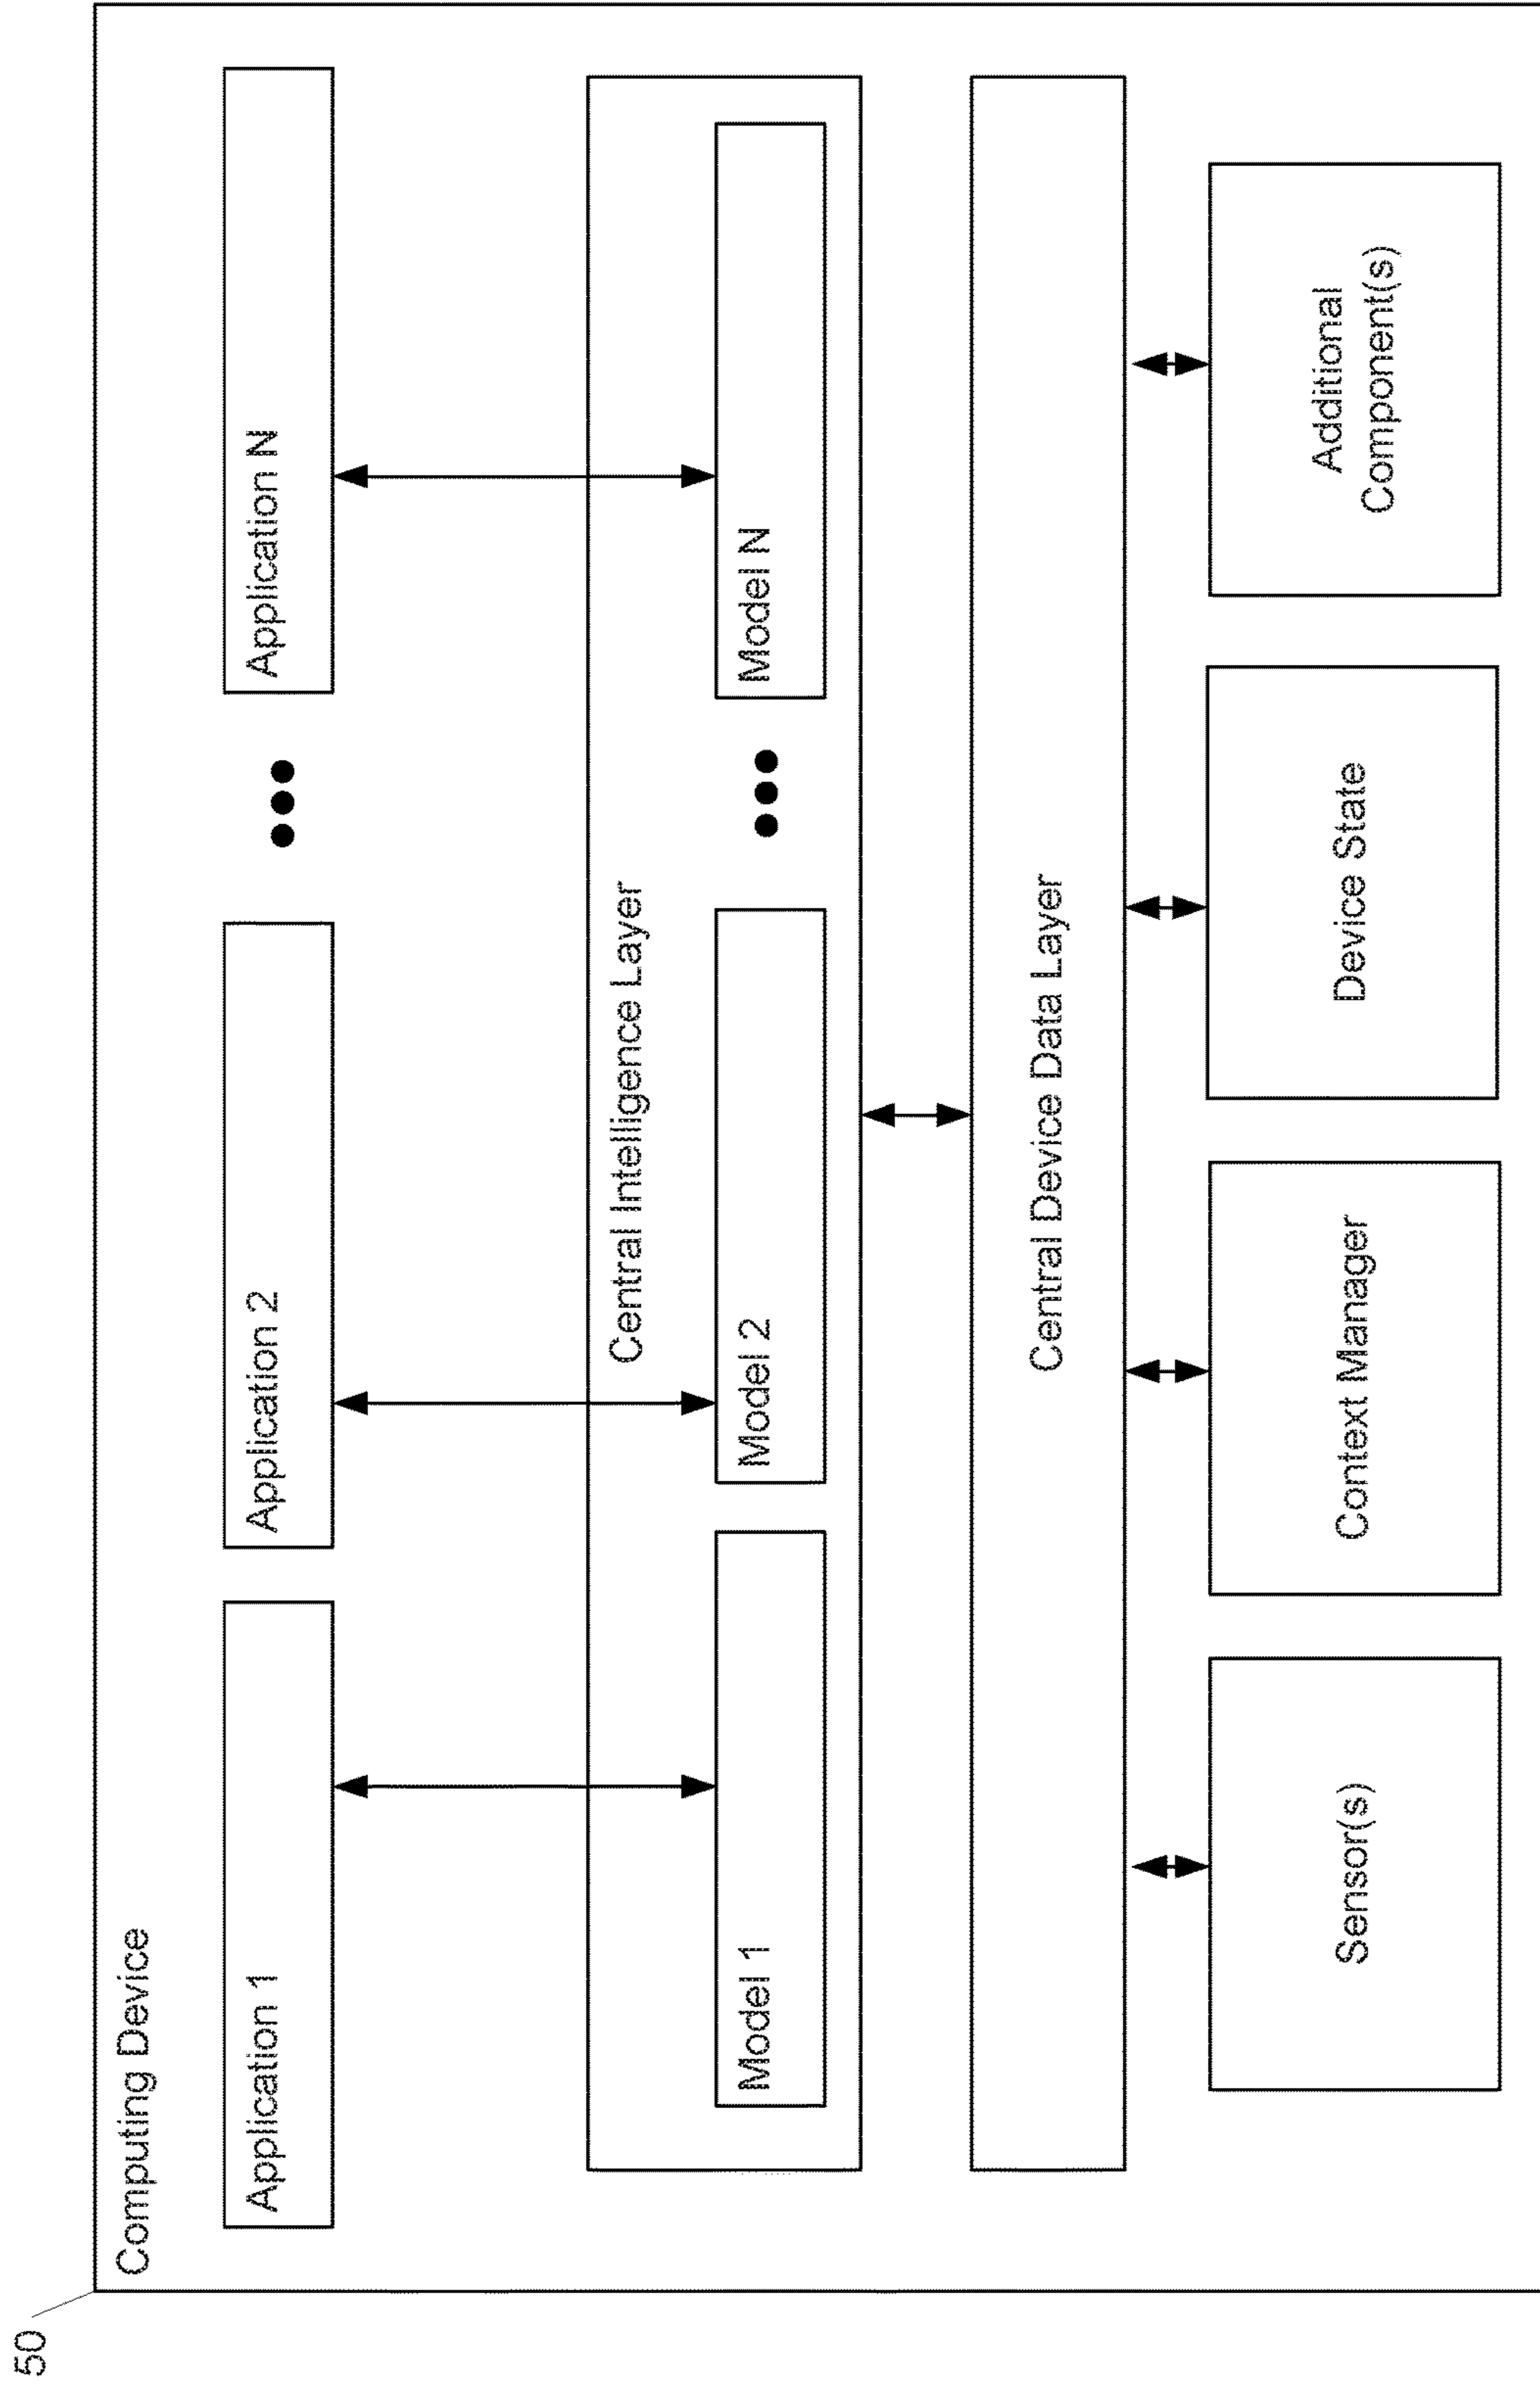 50
Computing Device
Application 1
Application 2
Application N
Central Intelligence Layer
Model 1
Model 2
Model N
Central Device Data Layer
Sensor(s)
Context Manager
Device State
Additional
Component(s)